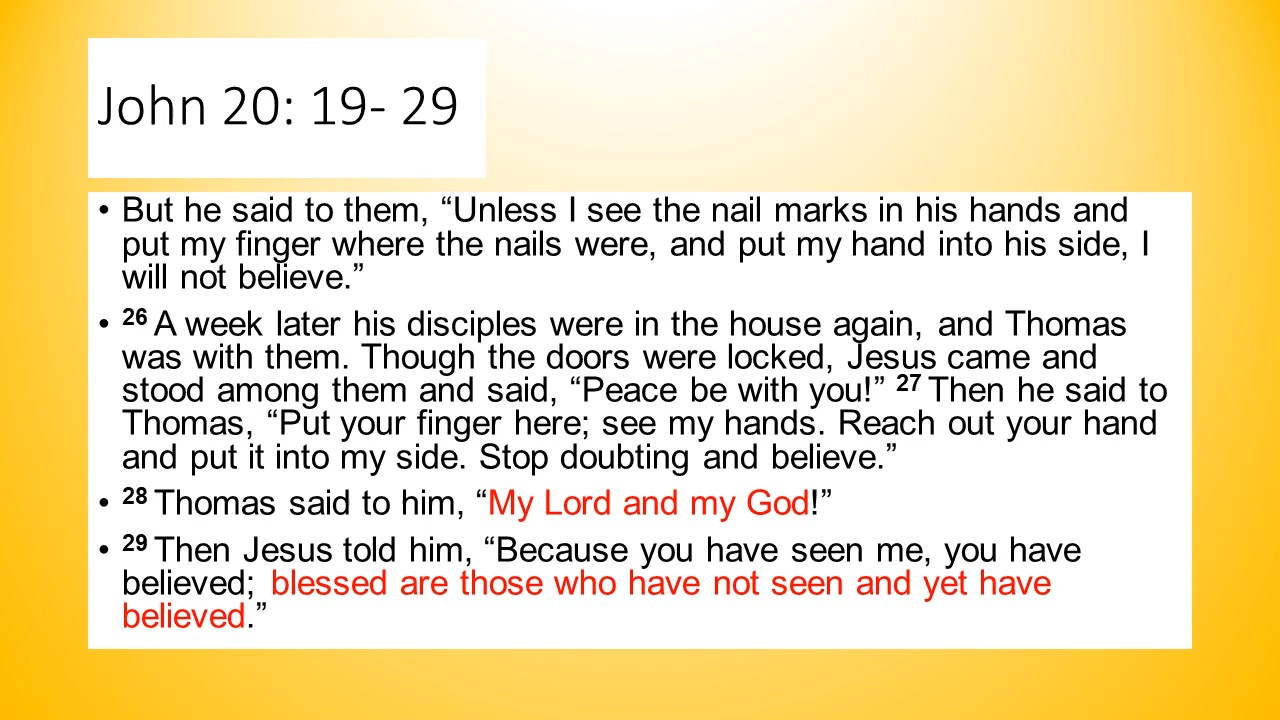 John 20: 19- 29
• But he said to them, “Unless I see the nail marks in his hands and
put my finger where the nails were, and put my hand into his side, I
will not believe.”
• 26 A week later his disciples were in the house again, and Thomas
was with them. Though the doors were locked, Jesus came and
stood among them and said, “Peace be with you!” 27 Then he said to
Thomas, “Put your finger here; see my hands. Reach out your hand
and put it into my side. Stop doubting and believe.”
• 28 Thomas said to him, “My Lord and my God!”
• 29 Then Jesus told him, “Because you have seen me, you have
believed; blessed are those who have not seen and yet have
believed.”